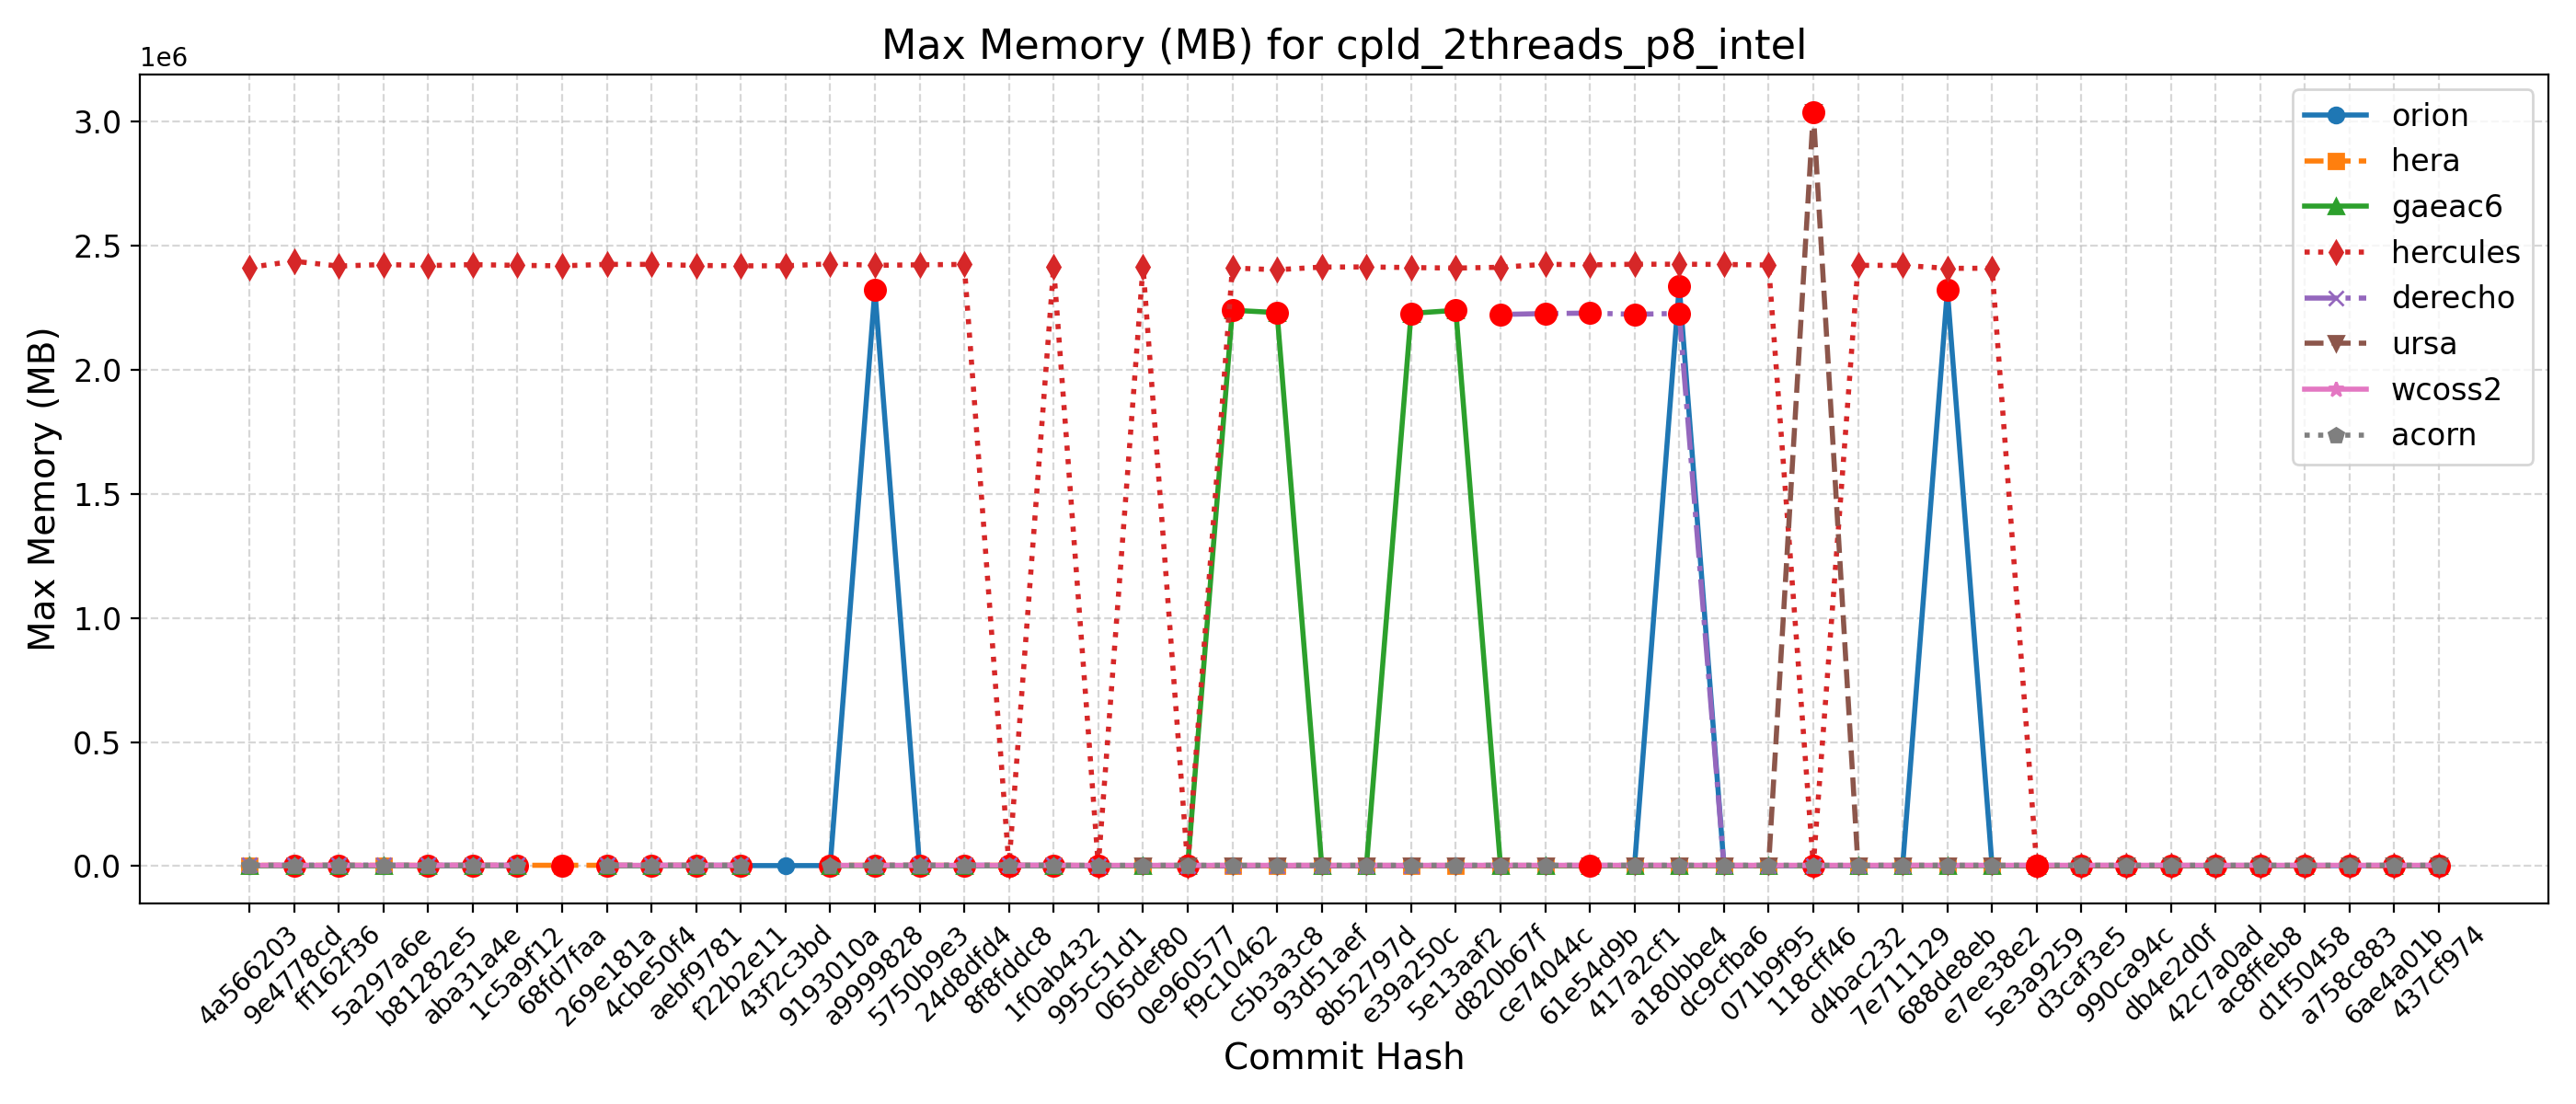 Max Memory (MB) for cpld_2threads_p8_intel
1e6
3.0
2.5
2.0
1.5
1.0
0.5
0.0
Max Memory (MB)
orion
hera
gaeac6
hercules
derecho
ursa
wcoss2
acorn
4a566203
9e4778cd
ff162f36
5a297a6e
b81282e5
aba31a4e
1c5a9f12
68fd7faa
269e181a
4cbe50f4
aebf9781
f22b2e11
43f2c3bd
9193010a
a9999828
5750b9e3
24d8dfd4
8f8fddc8
1f0ab432
995c51d1
065def80
0e960577
f9c10462
c5b3a3c8
93d51aef
8b52797d
e39a250c
5e13aaf2
d820b67f
ce74044c
61e54d9b
417a2cf1
a180bbe4
dc9cfba6
071b9f95
118cff46
d4bac232
7e711129
688de8eb
e7ee38e2
5e3a9259
d3caf3e5
990ca94c
db4e2d0f
42c7a0ad
ac8ffeb8
d1f50458
a758c883
6ae4a01b
437cf974
Commit Hash